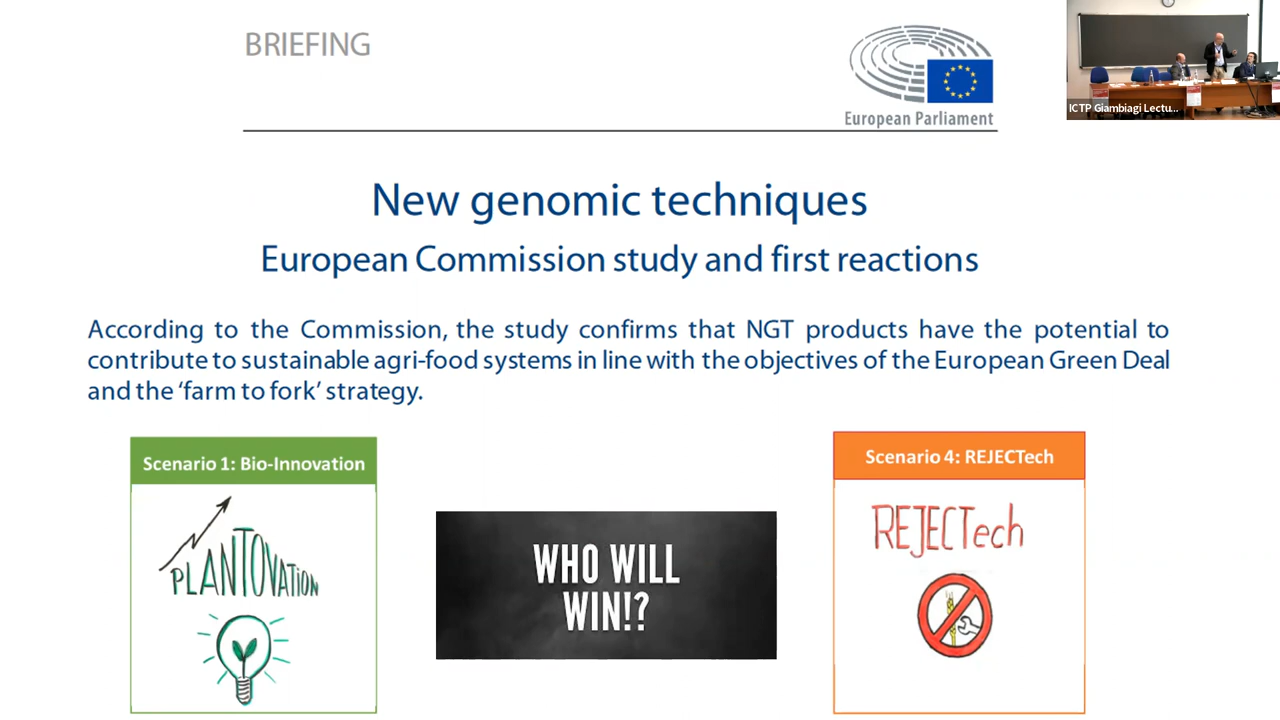 BRIEFING
European Parliament
ICTP Giambiagi Lectu...
New genomic techniques
European Commission study and first reactions
According to the Commission, the study confirms that NGT products have the potential to
contribute to sustainable agri-food systems in line with the objectives of the European Green Deal
and the ‘farm to fork’ strategy.
Scenario 1: Bio-Innovation
PLANTOVATiON
WHO WILL
WIN!?
Scenario 4: REJECTech
REJECTech